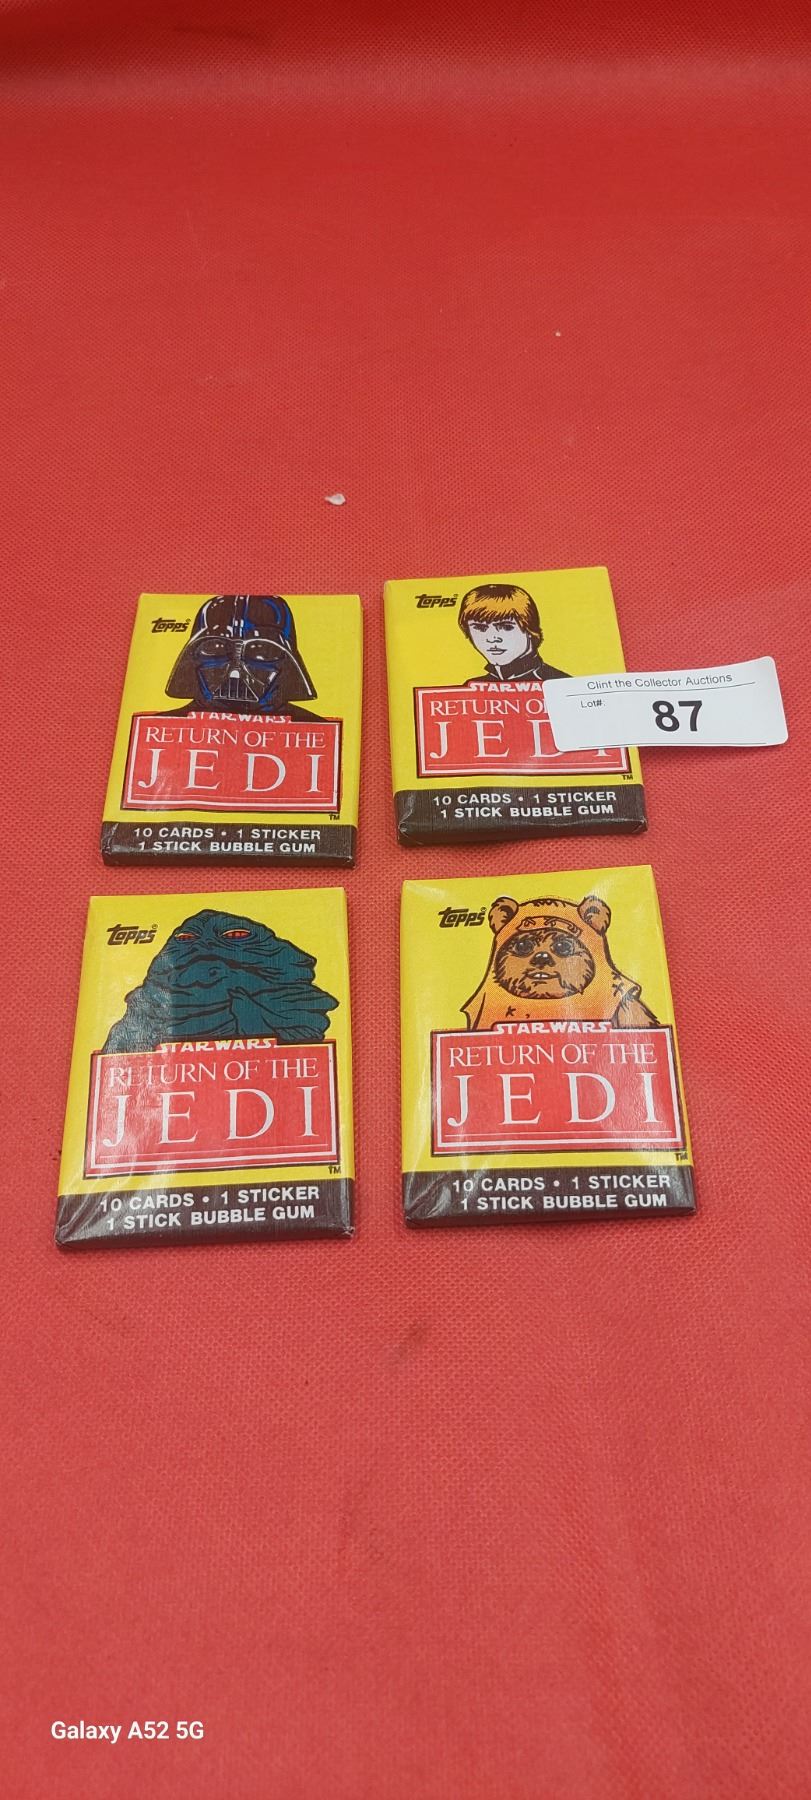 Topps
STAR WARS
RETURN OF THE
JEDI
TM
10 CARDS • 1 STICKER
1 STICK BUBBLE GUM
Topps
STAR WA
RETURN O
JEDI
TM
10 CARDS • 1 STICKER
1 STICK BUBBLE GUM
Clint the Collector Auctions
Lot#:
87
Topps
STAR WARS
RETURN OF THE
JEDI
TM
10 CARDS • 1 STICKER
1 STICK BUBBLE GUM
Topps
STAR WARS
RETURN OF THE
JEDI
TM
10 CARDS • 1 STICKER
1 STICK BUBBLE GUM
Galaxy A52 5G